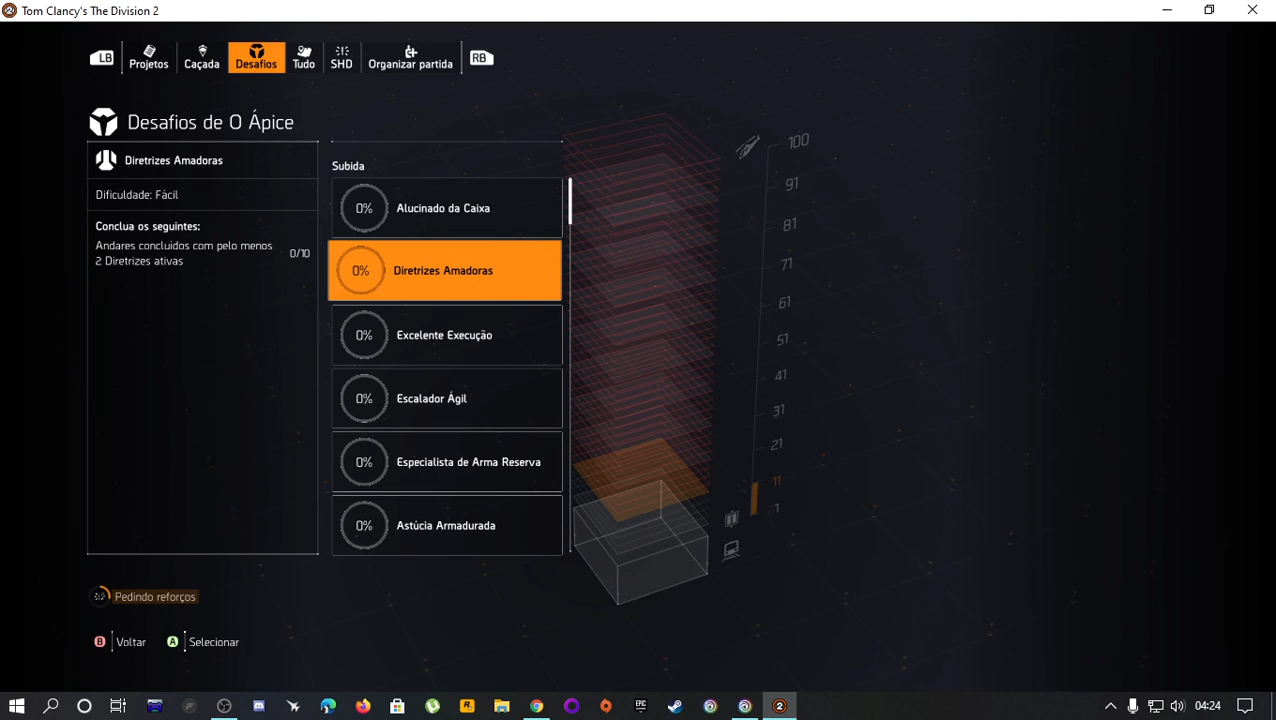 Tom Clancy's The Division 2
LB
Projetos
Caçada
Desafios
Tudo
SHD
Organizar partida
RB
Desafios de O Ápice
Diretrizes Amadoras
Dificuldade: Fácil
Conclua os seguintes:
Andares concluídos com pelo menos
2 Diretrizes ativas
0/10
Subida
0% Alucinado da Caixa
0% Diretrizes Amadoras
0% Excelente Execução
0% Escalador Ágil
0% Especialista de Arma Reserva
0% Astúcia Armadurada
100
91
81
71
61
51
41
31
21
11
1
Pedindo reforços
B Voltar
A Selecionar
EPIC
04:24